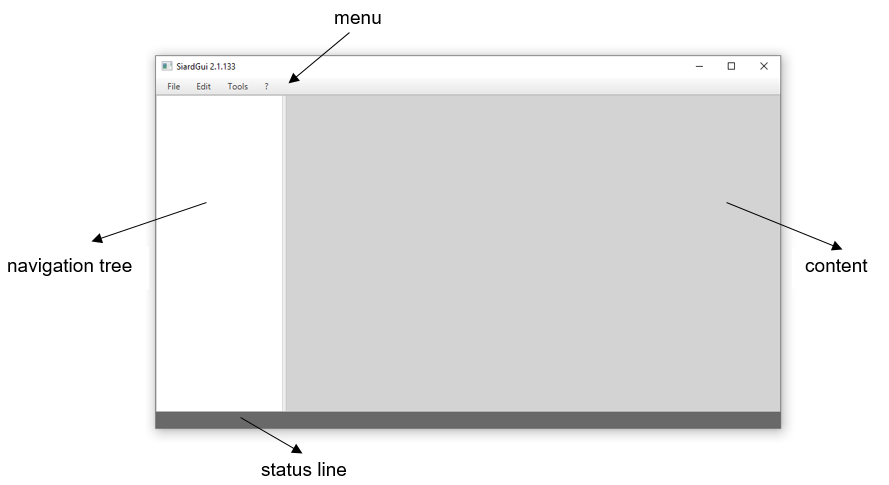 menu
SiardGui 2.1.133
File Edit Tools ?
navigation tree
content
status line